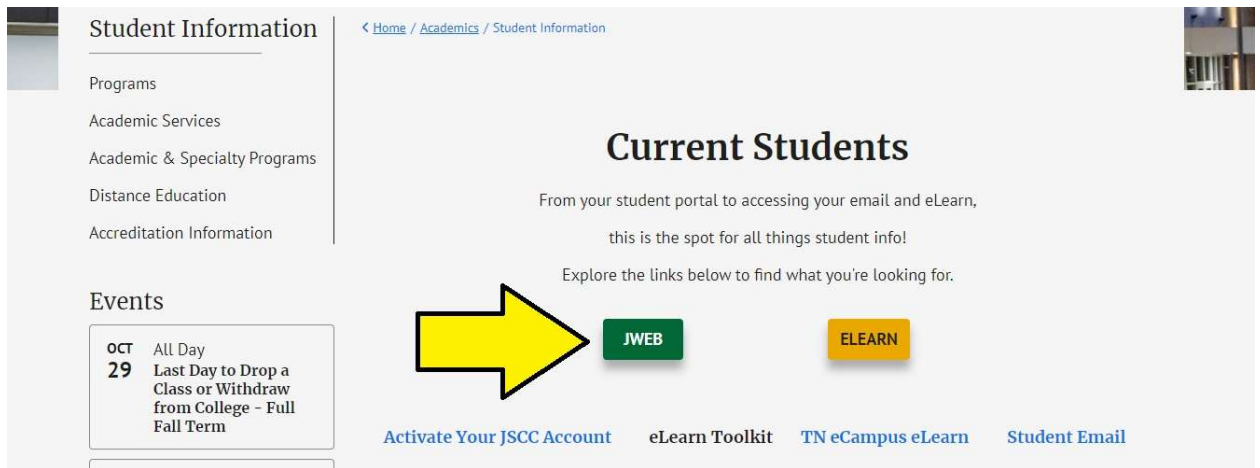 Student Information
< Home / Academics / Student Information
Programs
Academic Services
Academic & Specialty Programs
Distance Education
Accreditation Information
Current Students
From your student portal to accessing your email and eLearn,
this is the spot for all things student info!
Explore the links below to find what you're looking for.
JWEB
ELEARN
Activate Your JSCC Account
eLearn Toolkit
TN eCampus eLearn
Student Email
Events
OCT
29
All Day
Last Day to Drop a
Class or Withdraw
from College - Full
Fall Term